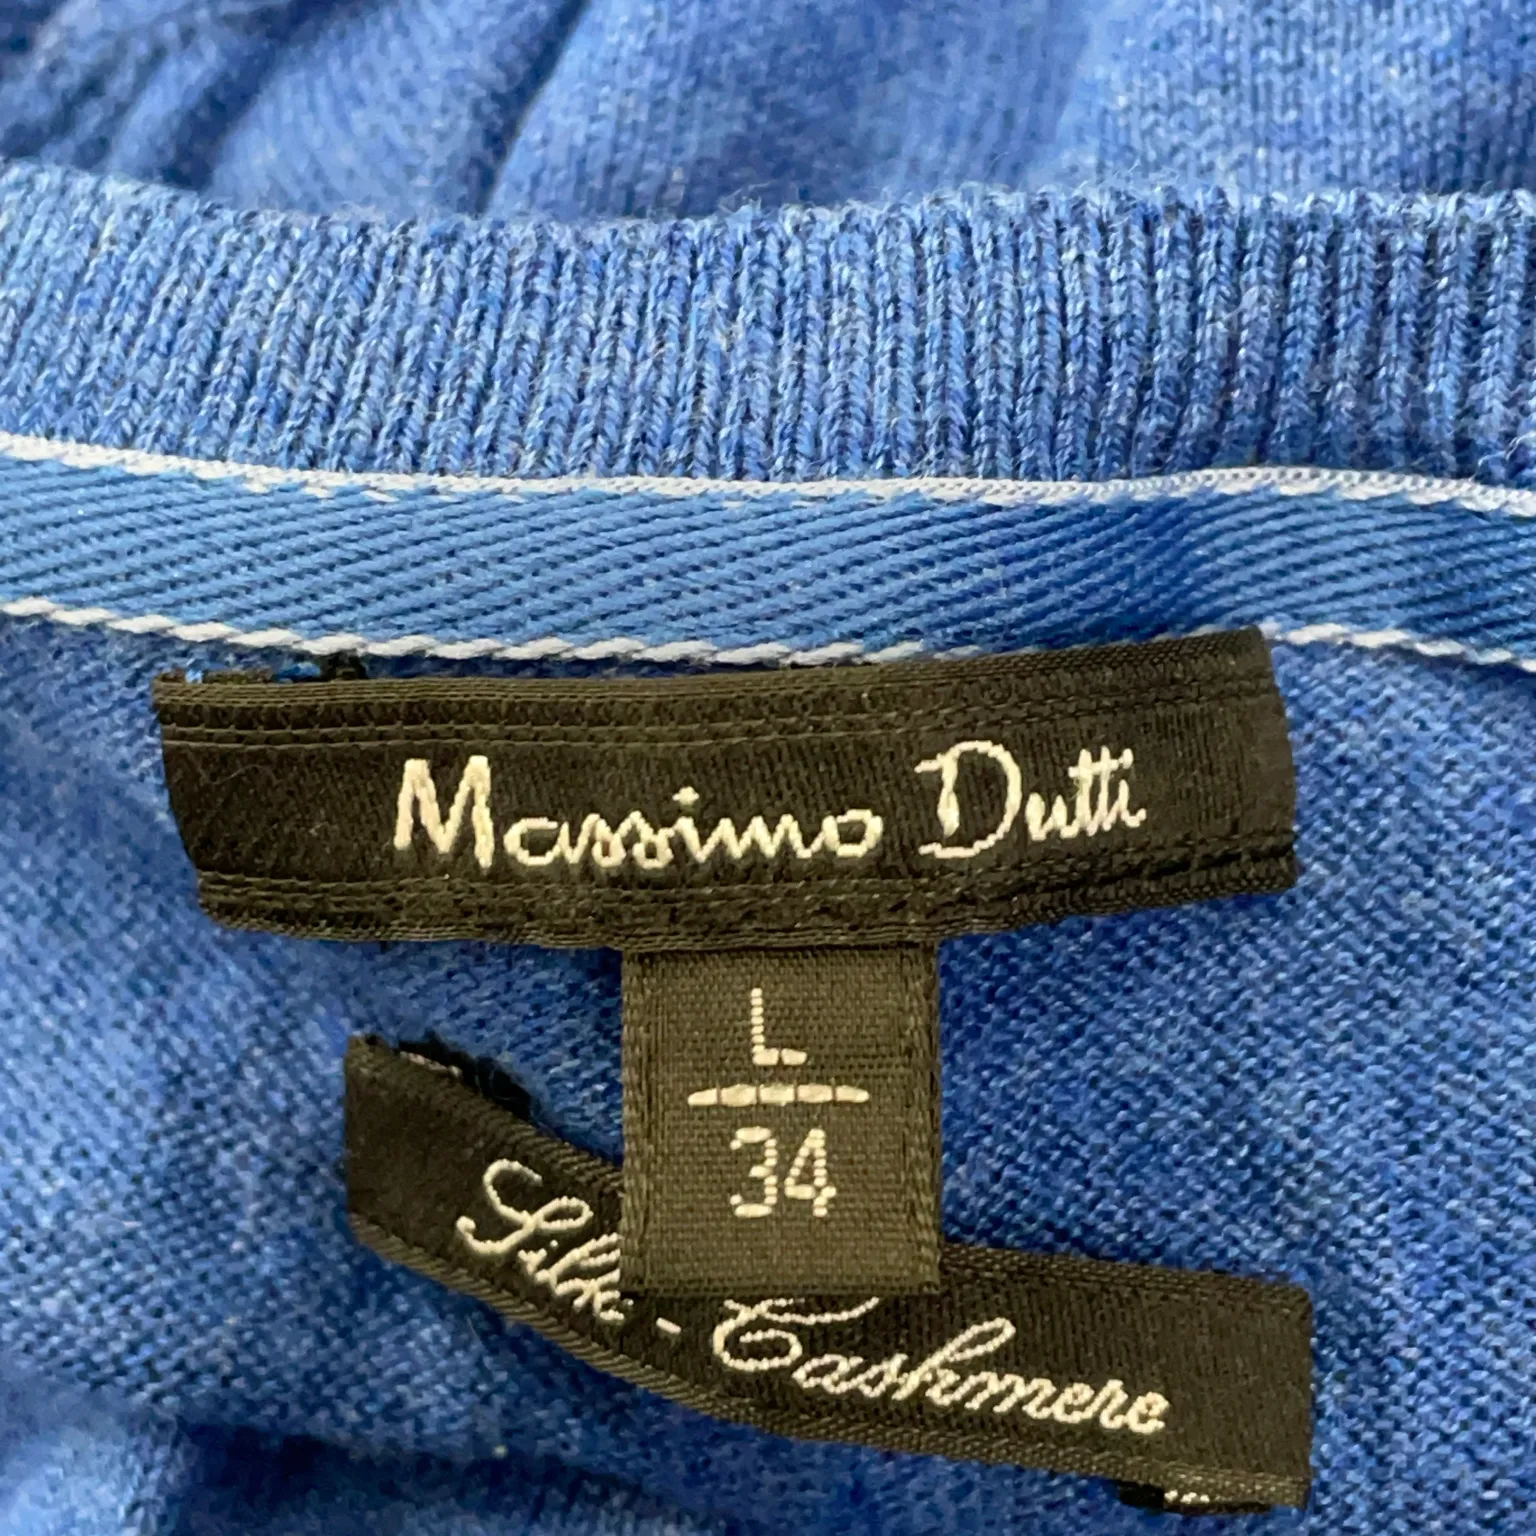 Massimo Dutti
L
34
Silk - Cashmere